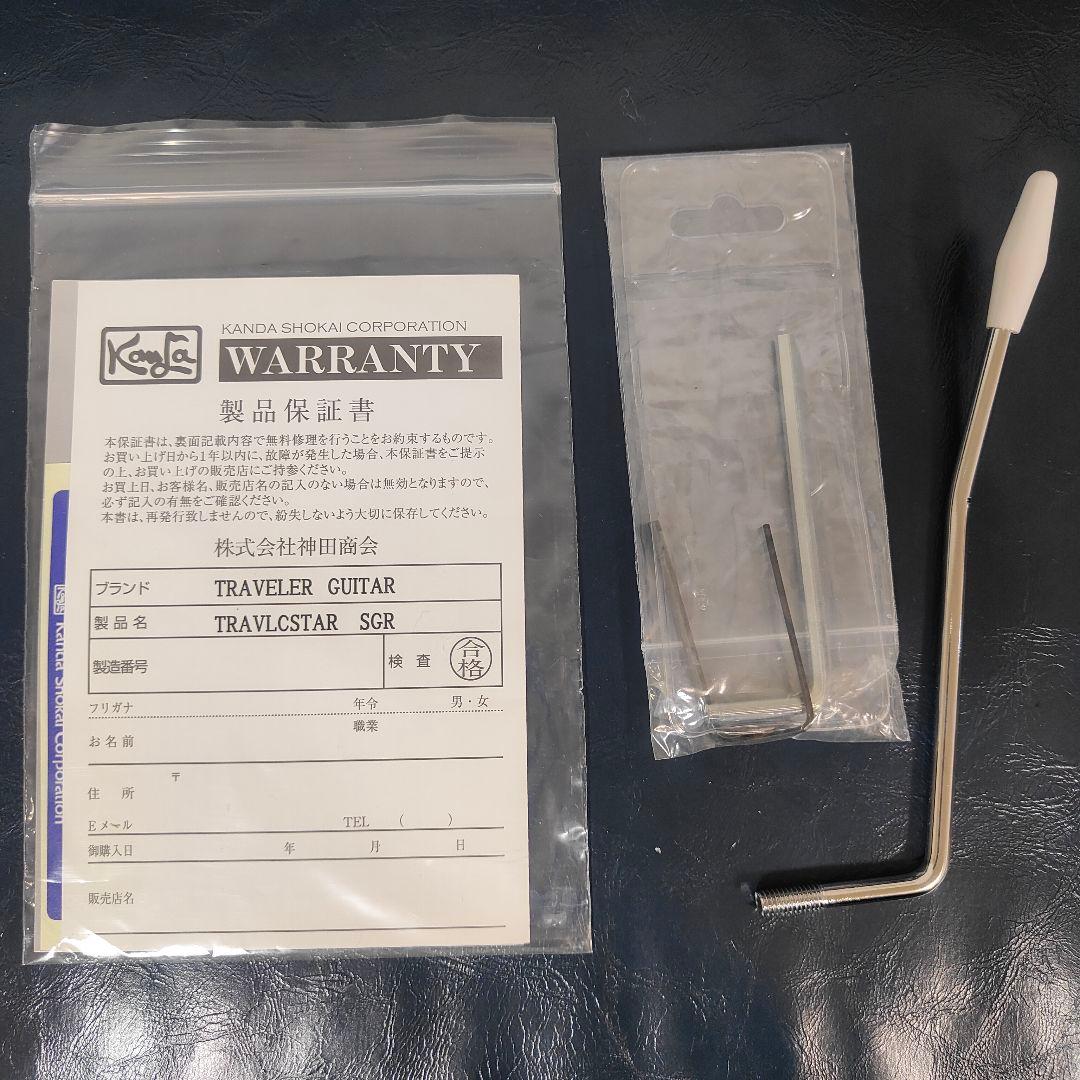 Kanda
KANDA SHOKAI CORPORATION
WARRANTY
製品保証書
本保証書は、裏面記載内容で無料修理を行うことをお約束するものです。
お買い上げ日から1年以内に、故障が発生した場合、本保証書をご提示
の上、お買い上げの販売店にご持参ください。
お買上日、お客様名、販売店名の記入のない場合は無効となりますので、
必ず記入の有無をご確認ください。
本書は、再発行致しませんので、紛失しないよう大切に保存してください。
株式会社神田商会
ブランド TRAVELER GUITAR
製品名 TRAVLCSTAR SGR
製造番号 検査 合格
フリガナ 年令 男・女
お名前 職業
〒
住所
Eメール TEL ( )
御購入日 年 月 日
販売店名
Kanda Shokai Corporation